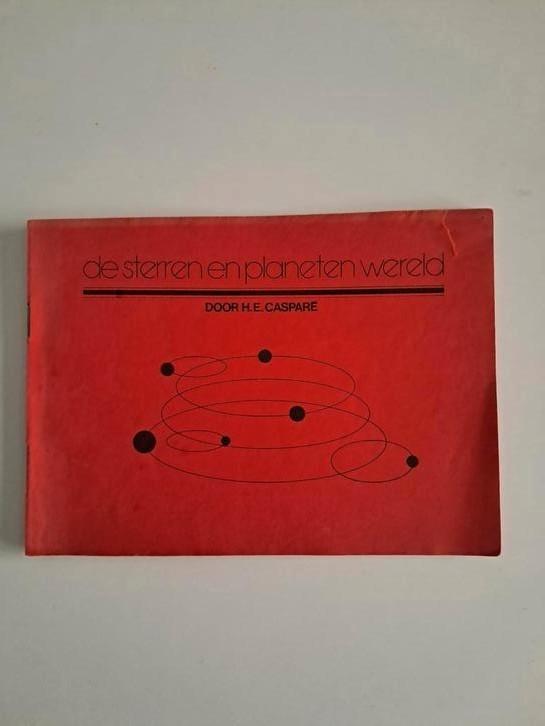 de sterren en planeten wereld
DOOR H.E. CASPARÉ